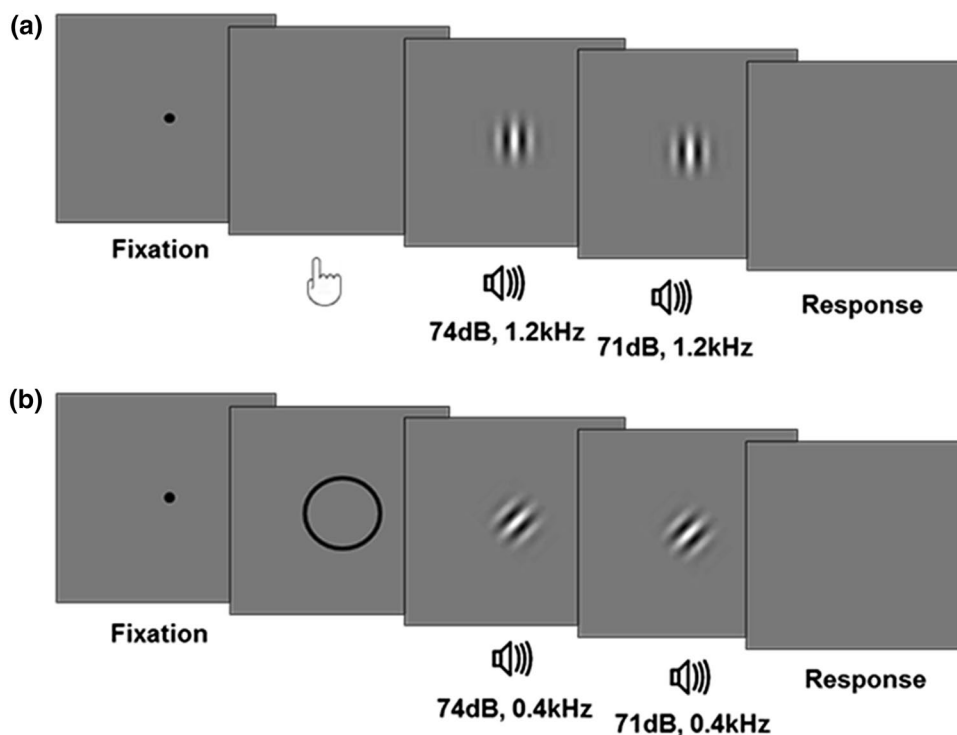 (a)
Fixation
74dB, 1.2kHz
71dB, 1.2kHz
Response
(b)
Fixation
74dB, 0.4kHz
71dB, 0.4kHz
Response